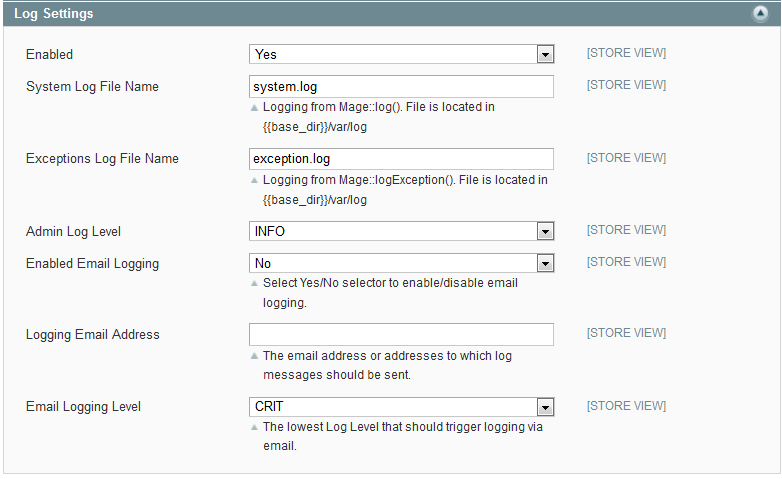 Log Settings
Enabled Yes [STORE VIEW]
System Log File Name system.log [STORE VIEW]
Logging from Mage::log(). File is located in
{{base_dir}}/var/log
Exceptions Log File Name exception.log [STORE VIEW]
Logging from Mage::logException(). File is located in
{{base_dir}}/var/log
Admin Log Level INFO [STORE VIEW]
Enabled Email Logging No [STORE VIEW]
Select Yes/No selector to enable/disable email
logging.
Logging Email Address [STORE VIEW]
The email address or addresses to which log
messages should be sent.
Email Logging Level CRIT [STORE VIEW]
The lowest Log Level that should trigger logging via
email.